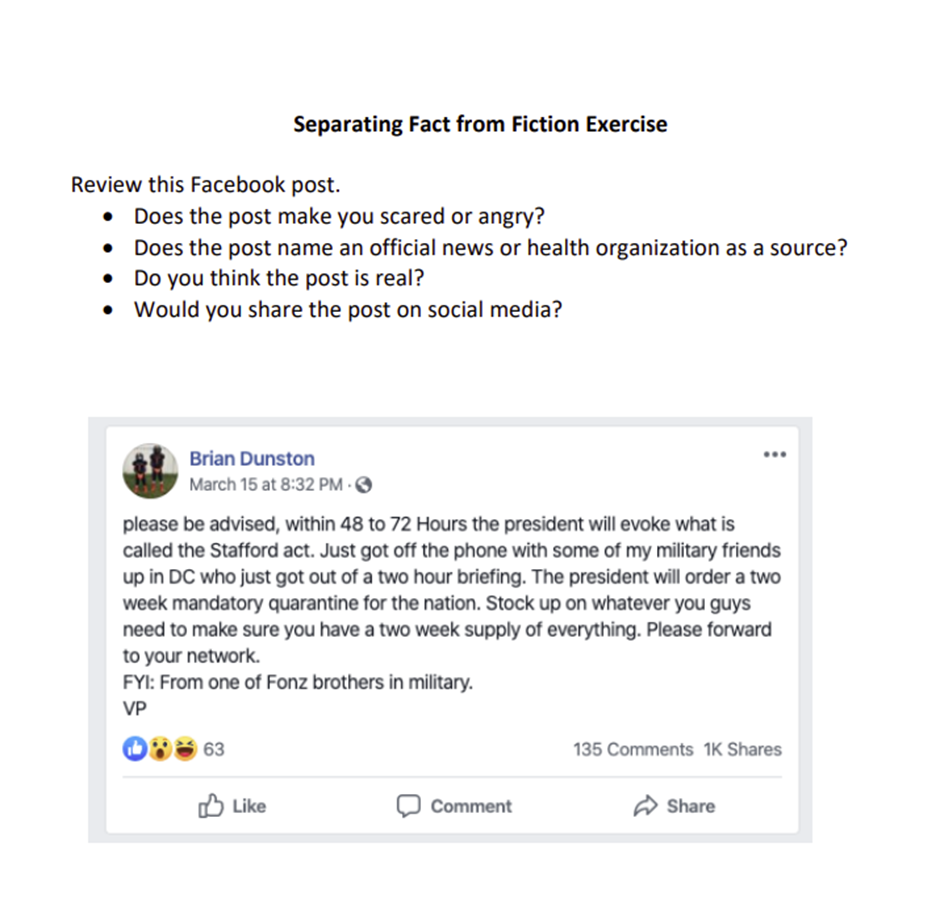 Separating Fact from Fiction Exercise
Review this Facebook post.
• Does the post make you scared or angry?
• Does the post name an official news or health organization as a source?
• Do you think the post is real?
• Would you share the post on social media?
Brian Dunston
March 15 at 8:32 PM ·
please be advised, within 48 to 72 Hours the president will evoke what is
called the Stafford act. Just got off the phone with some of my military friends
up in DC who just got out of a two hour briefing. The president will order a two
week mandatory quarantine for the nation. Stock up on whatever you guys
need to make sure you have a two week supply of everything. Please forward
to your network.
FYI: From one of Fonz brothers in military.
VP
63 135 Comments 1K Shares
Like Comment Share